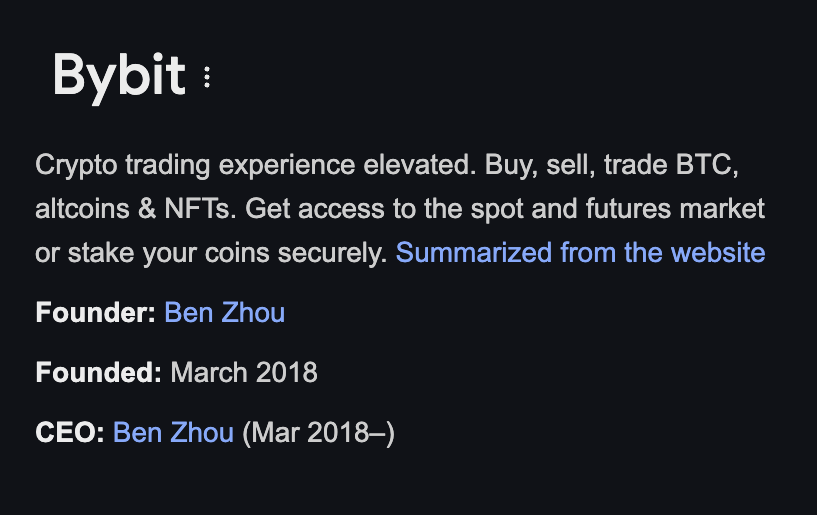 Bybit
Crypto trading experience elevated. Buy, sell, trade BTC,
altcoins & NFTs. Get access to the spot and futures market
or stake your coins securely. Summarized from the website
Founder: Ben Zhou
Founded: March 2018
CEO: Ben Zhou (Mar 2018–)